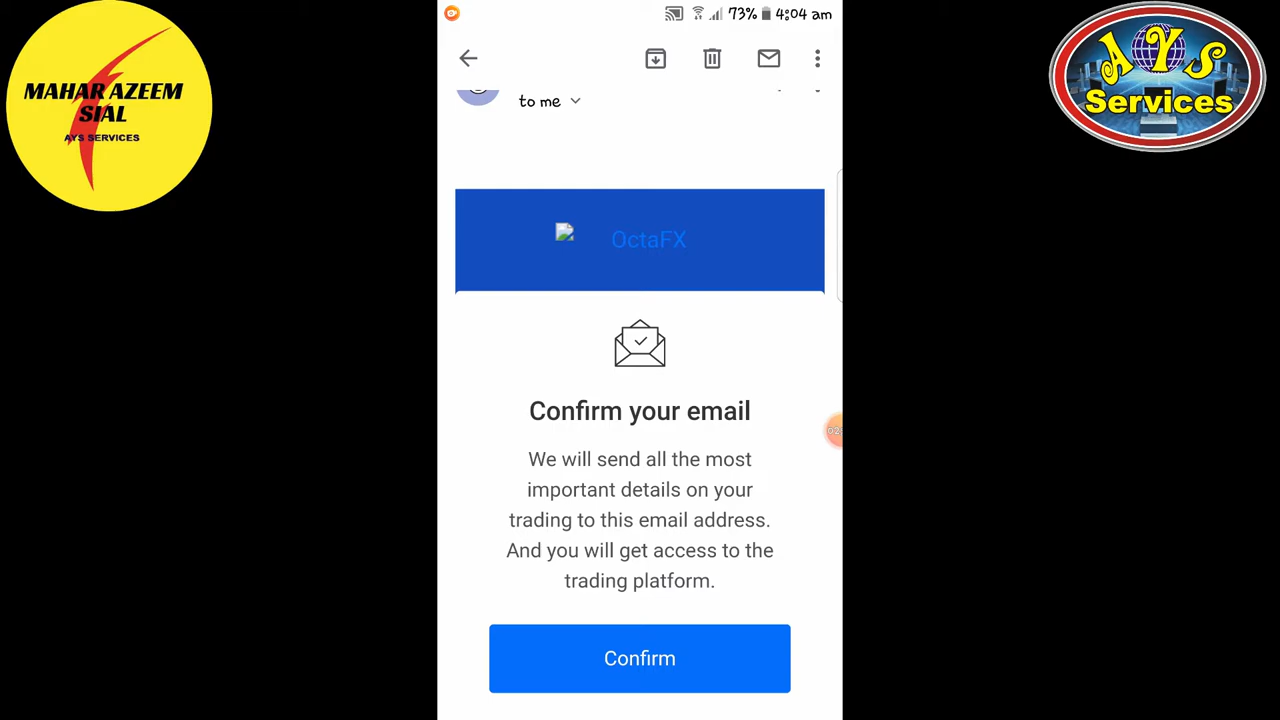 MAHAR AZEEM
SIAL
AYS SERVICES
73% 4:04 am
AYS
Services
to me
OctaFX
Confirm your email
We will send all the most
important details on your
trading to this email address.
And you will get access to the
trading platform.
Confirm